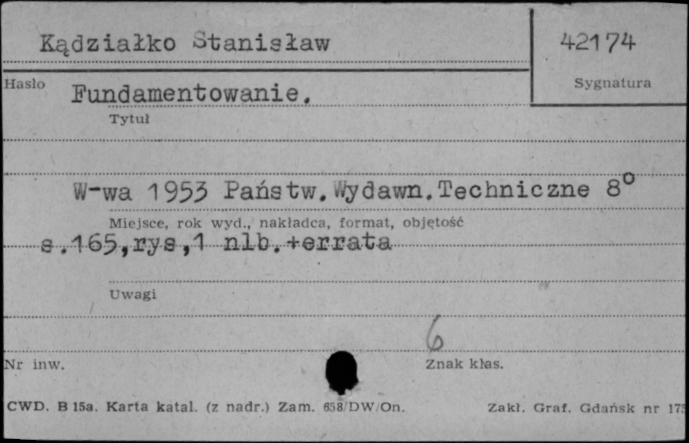 Kądziałko Stanisław 42174
Hasło Sygnatura
Fundamentowanie.
Tytuł
W-wa 1953 Państw.Wydawn.Techniczne 8°
Miejsce, rok wyd., nakładca, format, objętość
s.165,rys,1 nlb.+errata
Uwagi
6
Nr inw. Znak kłas.
CWD. B 15a. Karta katal. (z nadr.) Zam. 658/DW/On. Zakł. Graf. Gdańsk nr 175